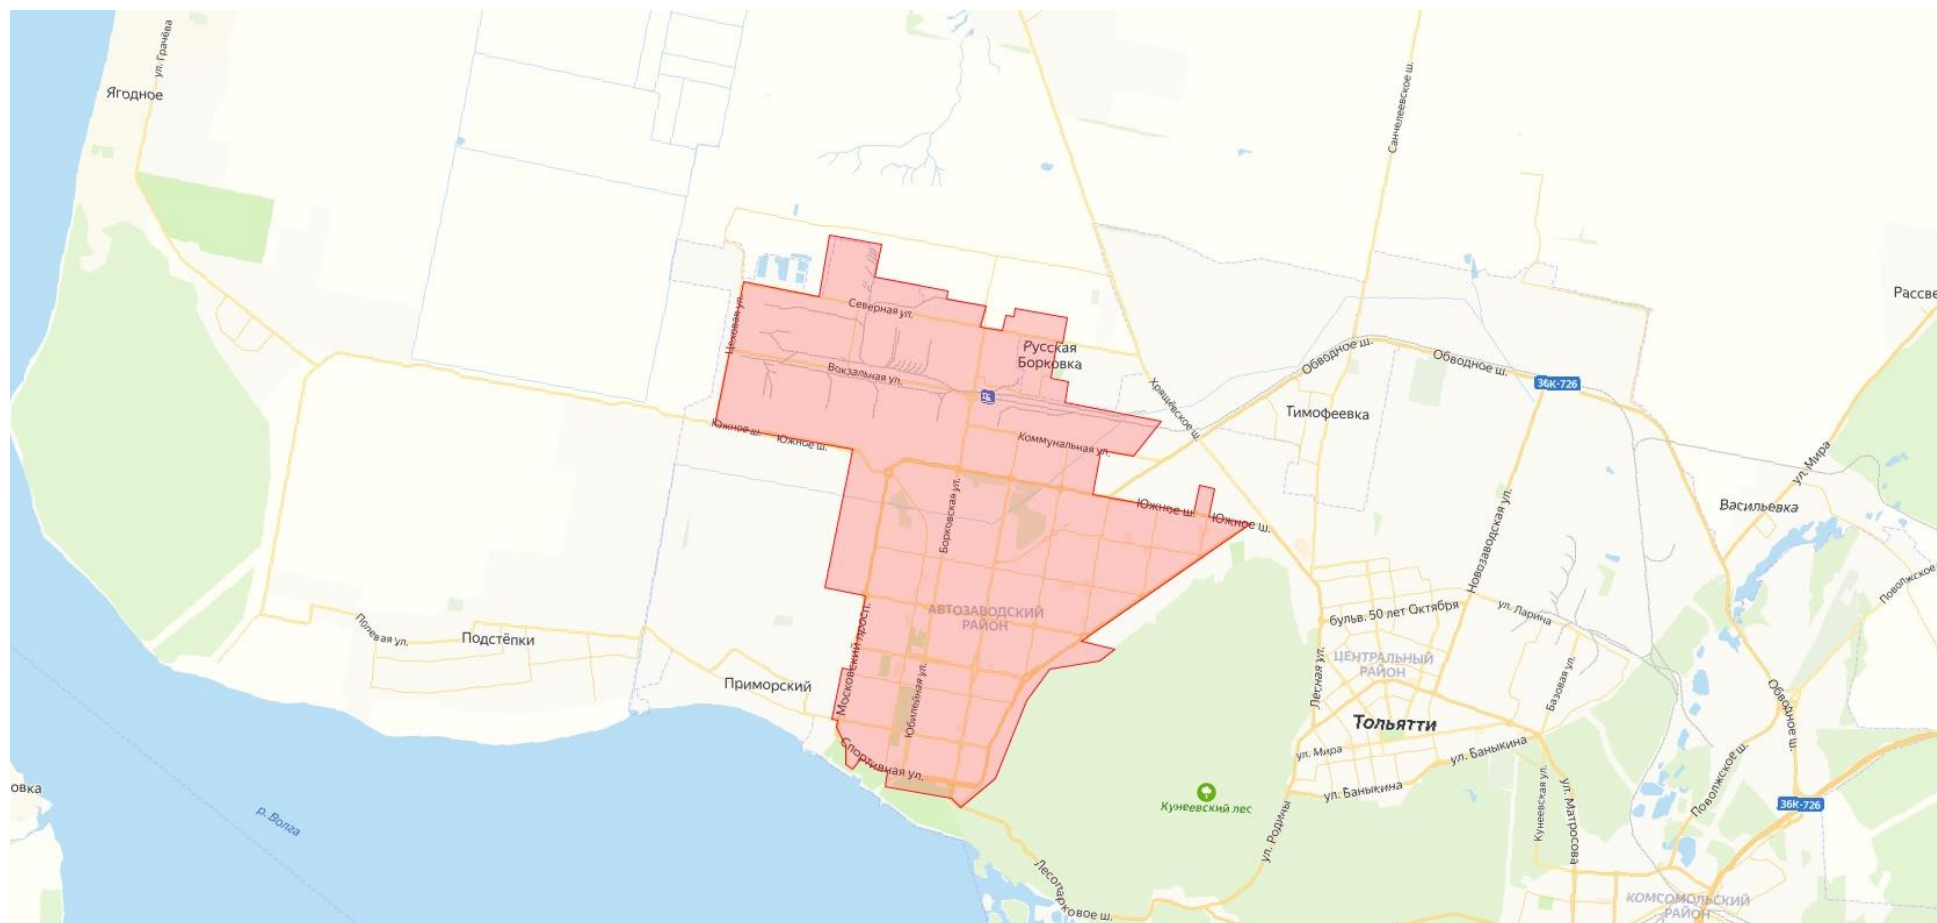 ул. Грачёва
Ягодное
Санчелеевское ш.
Рассве
Северная ул.
Цеховая ул.
Русская
Борковка
Вокзальная ул.
Обводное ш.
Обводное ш.
36К-726
Хрящёвское ш.
Тимофеевка
Южное ш.
Южное ш.
Коммунальная ул.
ул. Мира
Васильевка
Борковская ул.
Южное ш.
Южное ш.
Новозаводская ул.
Поволжское
АВТОЗАВОДСКИЙ
РАЙОН
бульв. 50 лет Октября
ул. Ларина
Полевая ул.
Подстёпки
Московский просп.
Приморский
Юбилейная ул.
Лесная ул.
ЦЕНТРАЛЬНЫЙ
РАЙОН
Базовая ул.
Обводное ш.
Тольятти
Спортивная ул.
ул. Мира
ул. Баныкина
ул. Баныкина
Поволжское ш.
овка
р. Волга
Кунеевский лес
ул. Родины
Кунеевская ул.
ул. Матросова
36К-726
Лесопарковое ш.
КОМСОМОЛЬСКИЙ
РАЙОН